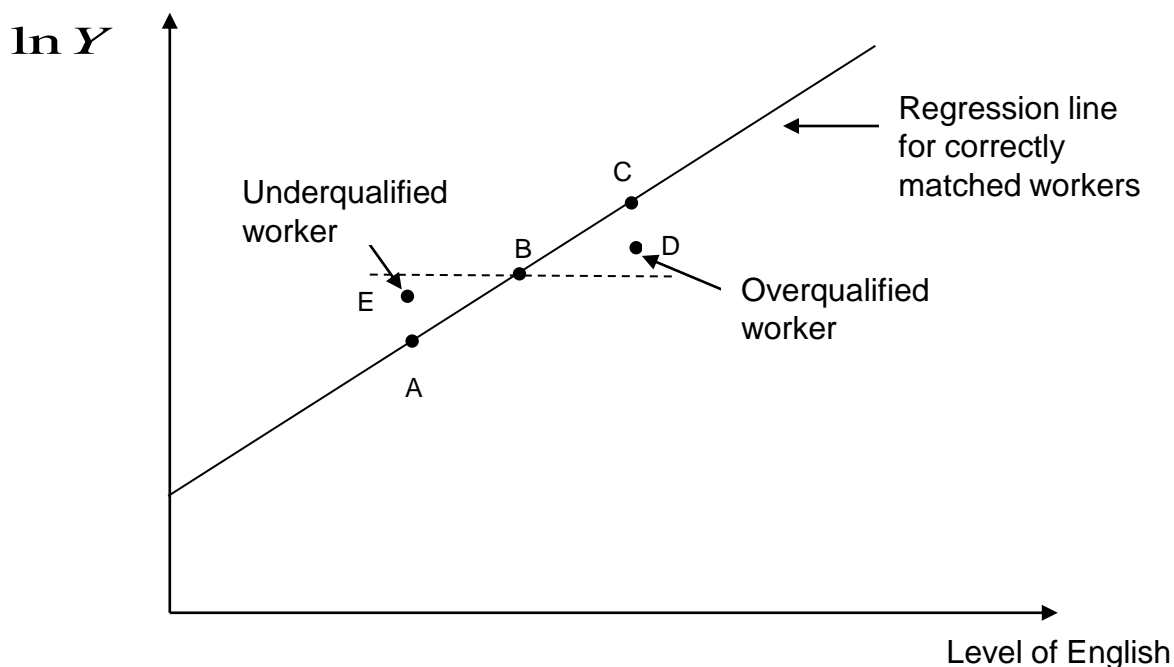 ln Y
Regression line
for correctly
matched workers
C
Underqualified
worker
B
D
E
Overqualified
worker
A
Level of English